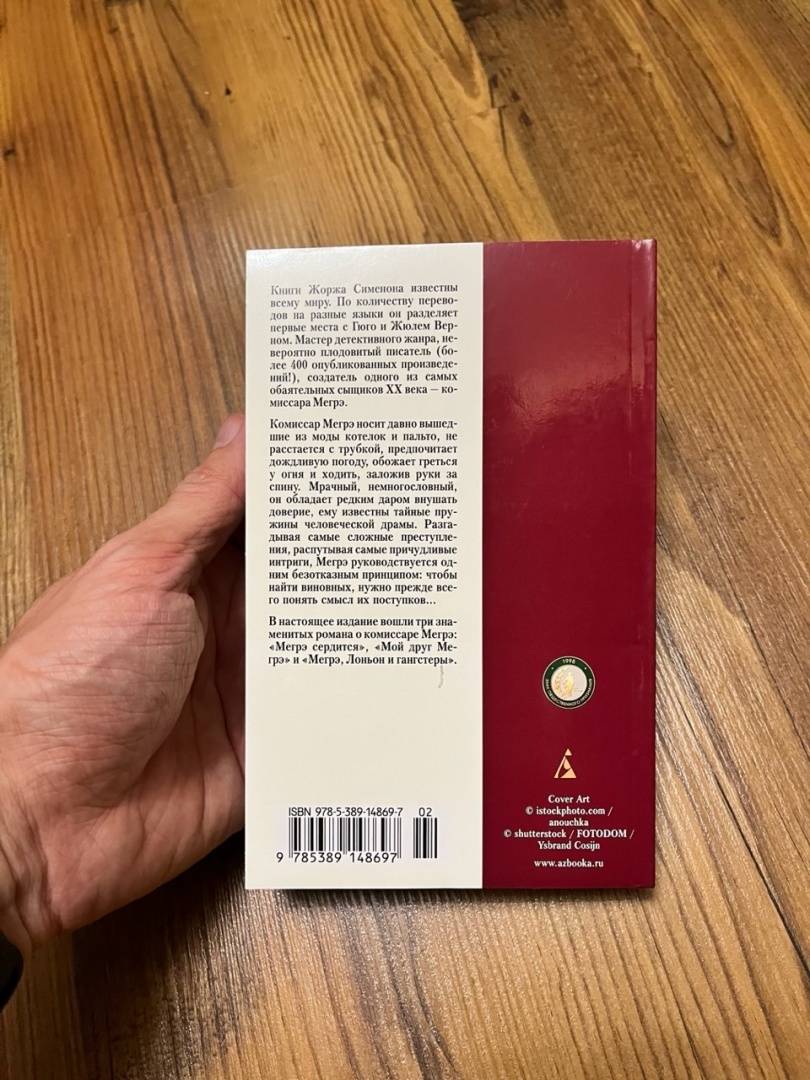 Книги Жоржа Сименона известны
всему миру. По количеству перево-
дов на разные языки он разделяет
первые места с Гюго и Жюлем Вер-
ном. Мастер детективного жанра, не-
вероятно плодовитый писатель (бо-
лее 400 опубликованных произведе-
ний!), создатель одного из самых
обаятельных сыщиков XX века — ко-
миссара Мегрэ.
Комиссар Мегрэ носит давно вышед-
шие из моды котелок и пальто, не
расстается с трубкой, предпочитает
дождливую погоду, обожает греться
у огня и ходить, заложив руки за
спину. Мрачный, немногословный,
он обладает редким даром внушать
доверие, ему известны тайные пру-
жины человеческой драмы. Разга-
дывая самые сложные преступле-
ния, распутывая самые причудливые
интриги, Мегрэ руководствуется од-
ним безотказным принципом: чтобы
найти виновных, нужно прежде все-
го понять смысл их поступков...
В настоящее издание вошли три зна-
менитых романа о комиссаре Мегрэ:
«Мегрэ сердится», «Мой друг Ме-
грэ» и «Мегрэ, Лоньон и гангстеры».
ISBN 978-5-389-14869-7 02
9 785389 148697
1998
Cover Art
© istockphoto.com /
anouchka
© shutterstock / FOTODOM /
Ysbrand Cosijn
www.azbooka.ru